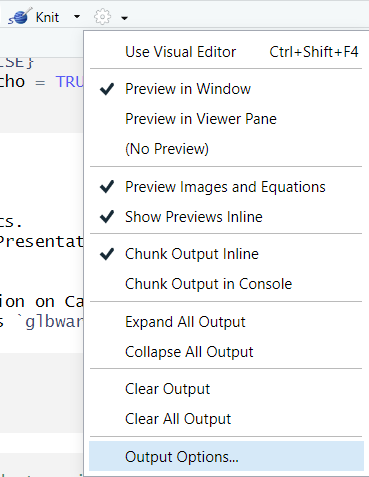 Knit
LSE}
Use Visual Editor Ctrl+Shift+F4
cho = TRU
Preview in Window
Preview in Viewer Pane
(No Preview)
Preview Images and Equations
cs.
Show Previews Inline
Presentat
Chunk Output Inline
Chunk Output in Console
ion on Ca
s `glbwar
Expand All Output
Collapse All Output
Clear Output
Clear All Output
Output Options...